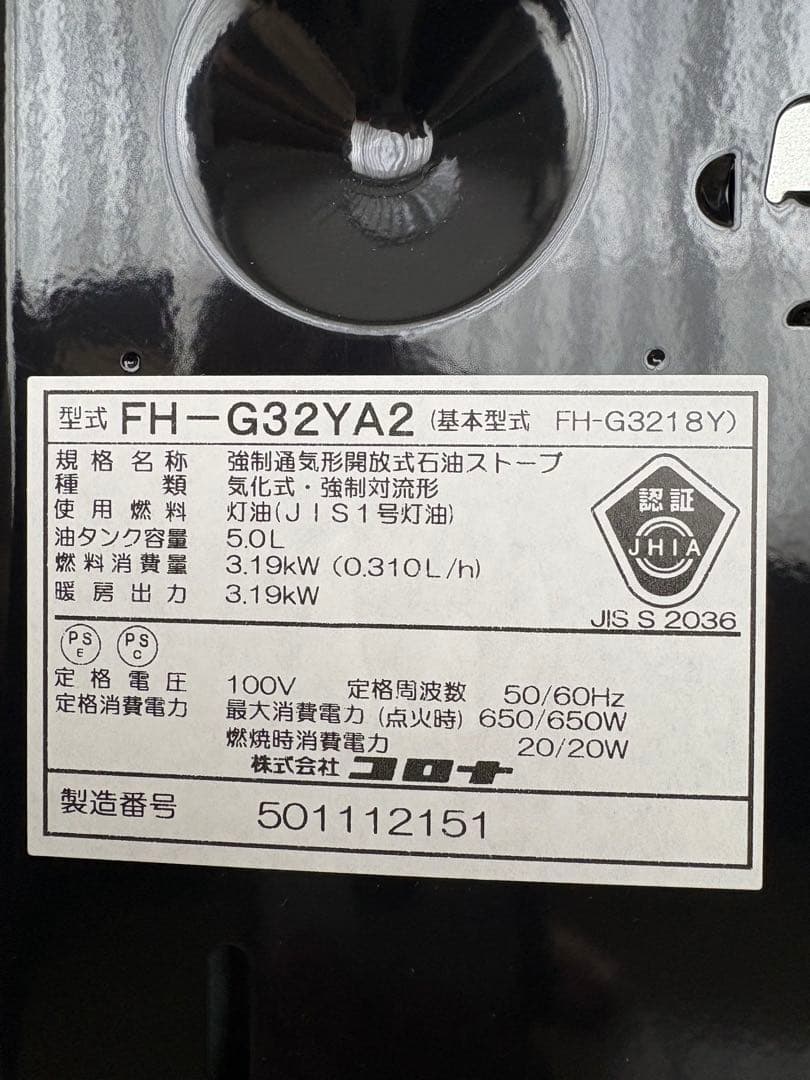 型式 FH-G32YA2 (基本型式 FH-G3218Y)
規格名称 強制通気形開放式石油ストーブ
種類 気化式・強制対流形
使用燃料 灯油(JIS1号灯油)
油タンク容量 5.0L
燃料消費量 3.19kW (0.310L/h)
暖房出力 3.19kW
認証
JHIA
JIS S 2036
PS E PS C
定格電圧 100V 定格周波数 50/60Hz
定格消費電力 最大消費電力 (点火時) 650/650W
燃焼時消費電力 20/20W
株式会社 コロナ
製造番号 501112151